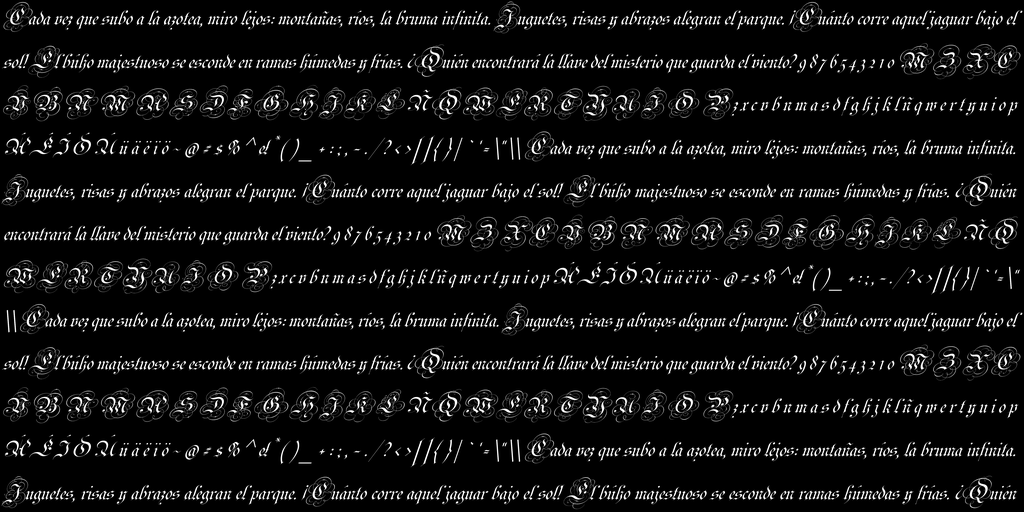 Cada vez que subo a la azotea, miro lejos: montañas, ríos, la bruma infinita. Juguetes, risas y abrazos alegran el parque. ¡Cuánto corre aquel jaguar bajo el
sol! El búho majestuoso se esconde en ramas húmedas y frías. ¿Quién encontrará la llave del misterio que guarda el viento? 9 8 7 6 5 4 3 2 1 0 M Z X C
V B N M A S D F G H J K L Ñ Q W E R T Y U I O P z x c v b n m a s d f g h j k l ñ q w e r t y u i o p
Á É Í Ó Ú ü ä ë ï ö ~ @ # $ % ^ & * ( ) _ + : ; , - . / ? < > [ ] { } | ` ' = \ " \\ Cada vez que subo a la azotea, miro lejos: montañas, ríos, la bruma infinita.
Juguetes, risas y abrazos alegran el parque. ¡Cuánto corre aquel jaguar bajo el sol! El búho majestuoso se esconde en ramas húmedas y frías. ¿Quién
encontrará la llave del misterio que guarda el viento? 9 8 7 6 5 4 3 2 1 0 M Z X C V B N M A S D F G H J K L Ñ Q
W E R T Y U I O P z x c v b n m a s d f g h j k l ñ q w e r t y u i o p Á É Í Ó Ú ü ä ë ï ö ~ @ # $ % ^ & * ( ) _ + : ; , - . / ? < > [ ] { } | ` ' = \ "
\\ Cada vez que subo a la azotea, miro lejos: montañas, ríos, la bruma infinita. Juguetes, risas y abrazos alegran el parque. ¡Cuánto corre aquel jaguar bajo el
sol! El búho majestuoso se esconde en ramas húmedas y frías. ¿Quién encontrará la llave del misterio que guarda el viento? 9 8 7 6 5 4 3 2 1 0 M Z X C
V B N M A S D F G H J K L Ñ Q W E R T Y U I O P z x c v b n m a s d f g h j k l ñ q w e r t y u i o p
Á É Í Ó Ú ü ä ë ï ö ~ @ # $ % ^ & * ( ) _ + : ; , - . / ? < > [ ] { } | ` ' = \ " \\ Cada vez que subo a la azotea, miro lejos: montañas, ríos, la bruma infinita.
Juguetes, risas y abrazos alegran el parque. ¡Cuánto corre aquel jaguar bajo el sol! El búho majestuoso se esconde en ramas húmedas y frías. ¿Quién